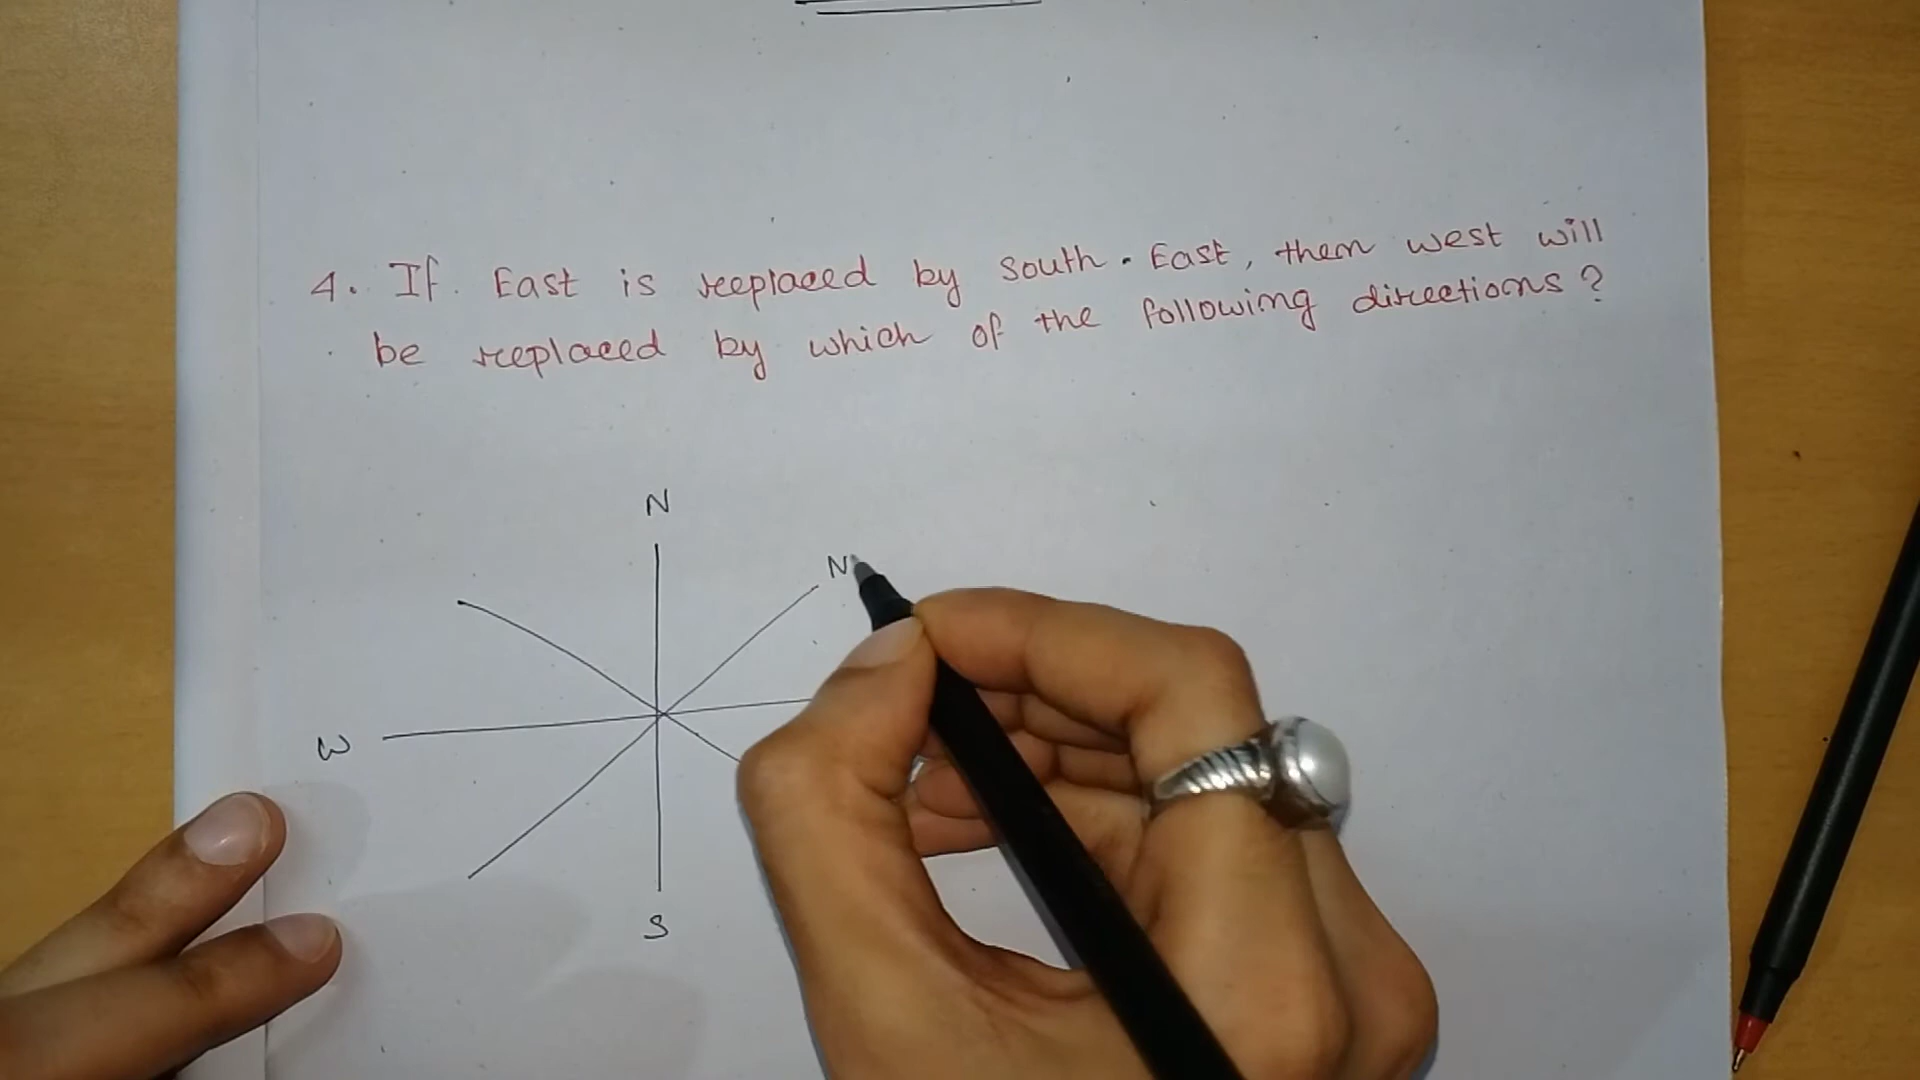 4. If East is replaced by South-East, then west will
be replaced by which of the following directions?
N
N
W
S